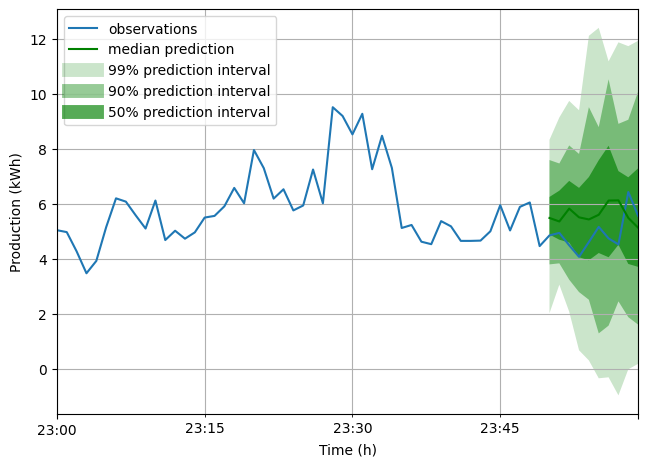 observations
median prediction
99% prediction interval
90% prediction interval
50% prediction interval
12
10
8
6
4
2
0
Production (kWh)
23:00
23:15
23:30
23:45
Time (h)